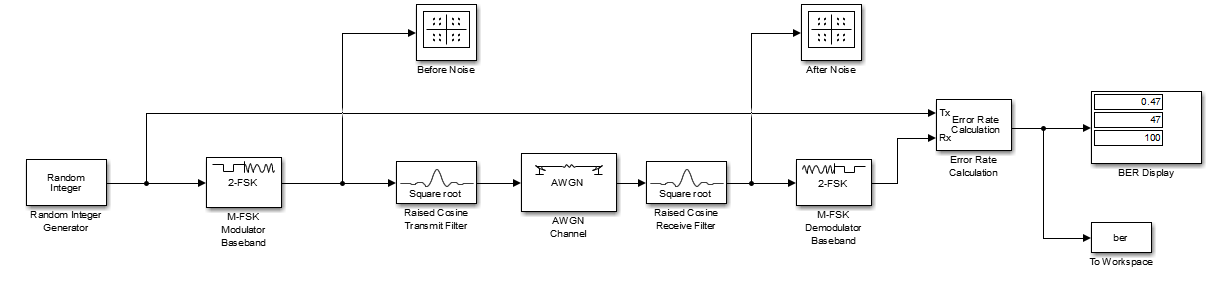 Before Noise
After Noise
Tx
Rx
Error Rate
Calculation
Error Rate
Calculation
0.47
47
100
BER Display
Random
Integer
Random Integer
Generator
2-FSK
M-FSK
Modulator
Baseband
Square root
Raised Cosine
Transmit Filter
AWGN
AWGN
Channel
Square root
Raised Cosine
Receive Filter
2-FSK
M-FSK
Demodulator
Baseband
ber
To Workspace